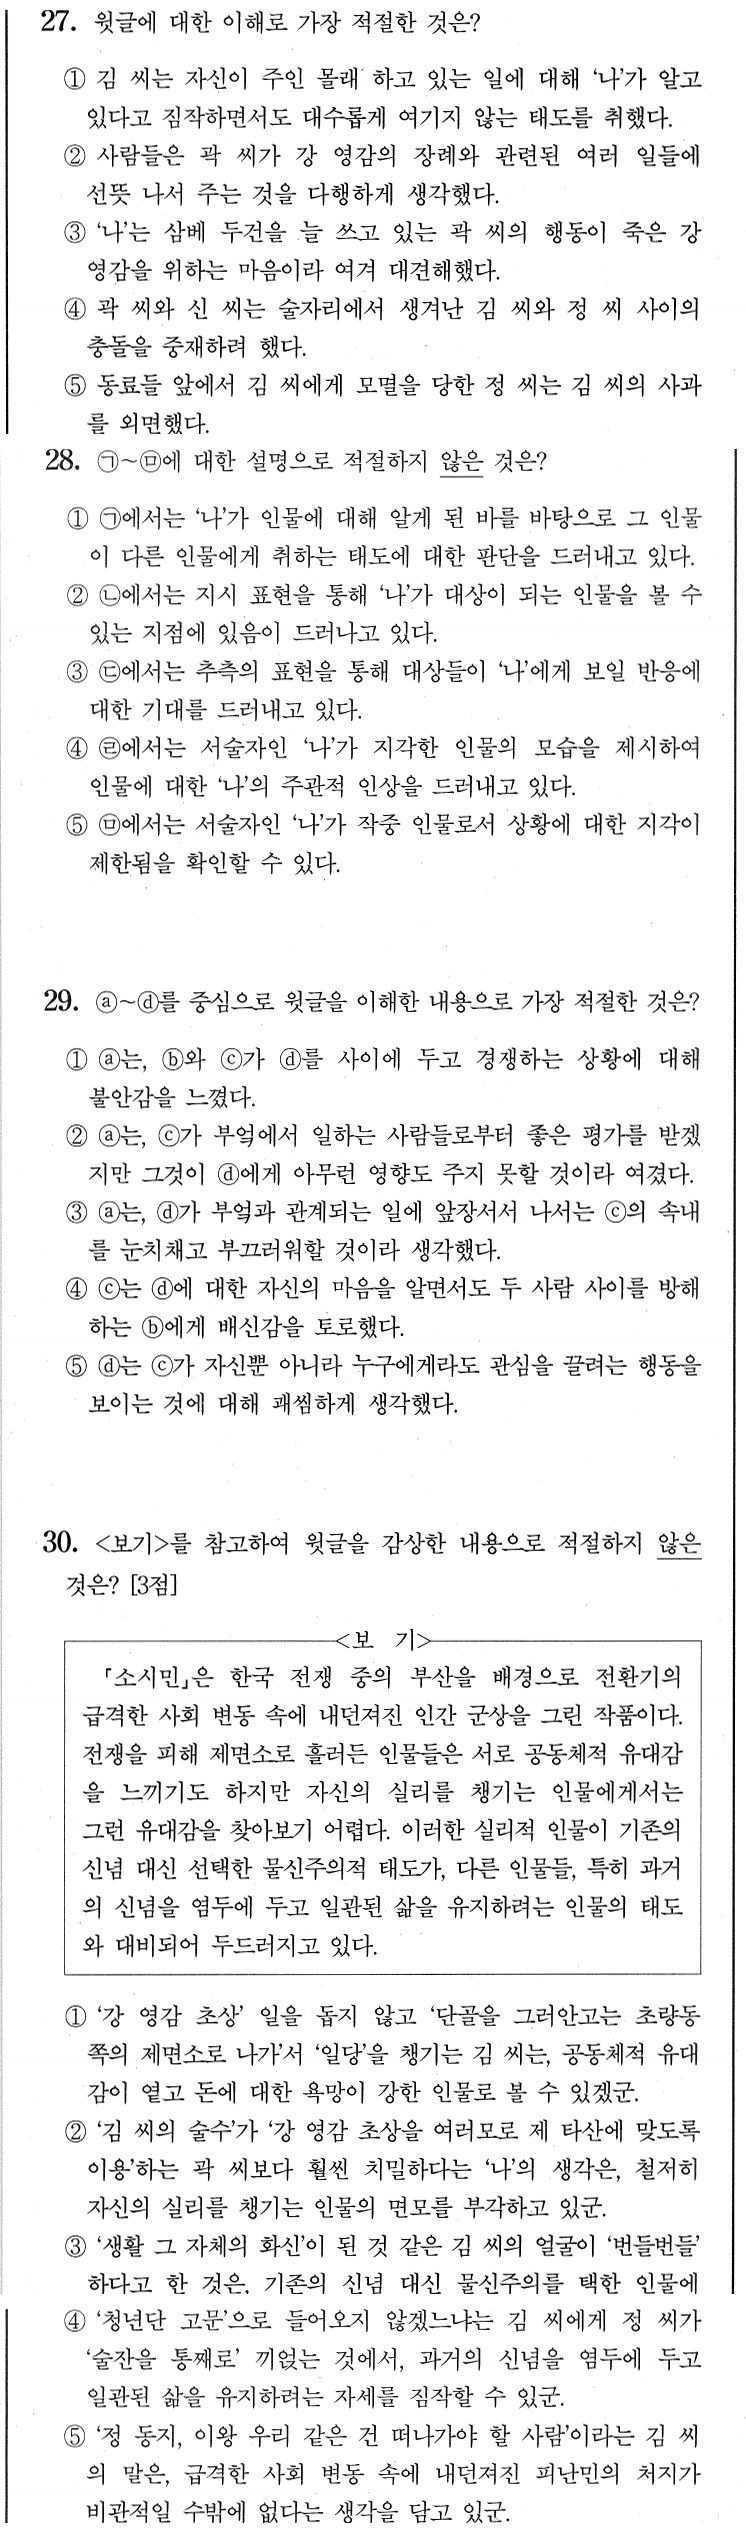 27. 윗글에 대한 이해로 가장 적절한 것은?
① 김 씨는 자신이 주인 몰래 하고 있는 일에 대해 '나'가 알고
있다고 짐작하면서도 대수롭게 여기지 않는 태도를 취했다.
② 사람들은 곽 씨가 강 영감의 장례와 관련된 여러 일들에
선뜻 나서 주는 것을 다행하게 생각했다.
③ '나'는 삼베 두건을 늘 쓰고 있는 곽 씨의 행동이 죽은 강
영감을 위하는 마음이라 여겨 대견해했다.
④ 곽 씨와 신 씨는 술자리에서 생겨난 김 씨와 정 씨 사이의
충돌을 중재하려 했다.
⑤ 동료들 앞에서 김 씨에게 모멸을 당한 정 씨는 김 씨의 사과
를 외면했다.
28. ㉠~㉤에 대한 설명으로 적절하지 않은 것은?
① ㉠에서는 '나'가 인물에 대해 알게 된 바를 바탕으로 그 인물
이 다른 인물에게 취하는 태도에 대한 판단을 드러내고 있다.
② ㉡에서는 지시 표현을 통해 '나'가 대상이 되는 인물을 볼 수
있는 지점에 있음이 드러나고 있다.
③ ㉢에서는 추측의 표현을 통해 대상들이 '나'에게 보일 반응에
대한 기대를 드러내고 있다.
④ ㉣에서는 서술자인 '나'가 지각한 인물의 모습을 제시하여
인물에 대한 '나'의 주관적 인상을 드러내고 있다.
⑤ ㉤에서는 서술자인 '나'가 작중 인물로서 상황에 대한 지각이
제한됨을 확인할 수 있다.
29. ⓐ~ⓓ를 중심으로 윗글을 이해한 내용으로 가장 적절한 것은?
① ⓐ는, ⓑ와 ⓒ가 ⓓ를 사이에 두고 경쟁하는 상황에 대해
불안감을 느꼈다.
② ⓐ는, ⓒ가 부엌에서 일하는 사람들로부터 좋은 평가를 받겠
지만 그것이 ⓓ에게 아무런 영향도 주지 못할 것이라 여겼다.
③ ⓐ는, ⓓ가 부엌과 관계되는 일에 앞장서서 나서는 ⓒ의 속내
를 눈치채고 부끄러워할 것이라 생각했다.
④ ⓒ는 ⓓ에 대한 자신의 마음을 알면서도 두 사람 사이를 방해
하는 ⓑ에게 배신감을 토로했다.
⑤ ⓓ는 ⓒ가 자신뿐 아니라 누구에게라도 관심을 끌려는 행동을
보이는 것에 대해 괘씸하게 생각했다.
30. <보기>를 참고하여 윗글을 감상한 내용으로 적절하지 않은
것은? [3점]
<보 기>
「소시민」은 한국 전쟁 중의 부산을 배경으로 전환기의
급격한 사회 변동 속에 내던져진 인간 군상을 그린 작품이다.
전쟁을 피해 제면소로 흘러든 인물들은 서로 공동체적 유대감
을 느끼기도 하지만 자신의 실리를 챙기는 인물에게서는
그런 유대감을 찾아보기 어렵다. 이러한 실리적 인물이 기존의
신념 대신 선택한 물신주의적 태도가, 다른 인물들, 특히 과거
의 신념을 염두에 두고 일관된 삶을 유지하려는 인물의 태도
와 대비되어 두드러지고 있다.
① '강 영감 초상' 일을 돕지 않고 '단골을 그러안고는 초량동
쪽의 제면소로 나가'서 '일당'을 챙기는 김 씨는, 공동체적 유대
감이 옅고 돈에 대한 욕망이 강한 인물로 볼 수 있겠군.
② '김 씨의 술수'가 '강 영감 초상을 여러모로 제 타산에 맞도록
이용'하는 곽 씨보다 훨씬 치밀하다는 '나'의 생각은, 철저히
자신의 실리를 챙기는 인물의 면모를 부각하고 있군.
③ '생활 그 자체의 화신'이 된 것 같은 김 씨의 얼굴이 '번들번들'
하다고 한 것은, 기존의 신념 대신 물신주의를 택한 인물에
④ '청년단 고문'으로 들어오지 않겠느냐는 김 씨에게 정 씨가
'술잔을 통째로' 끼얹는 것에서, 과거의 신념을 염두에 두고
일관된 삶을 유지하려는 자세를 짐작할 수 있군.
⑤ '정 동지, 이왕 우리 같은 건 떠나가야 할 사람'이라는 김 씨
의 말은, 급격한 사회 변동 속에 내던져진 피난민의 처지가
비관적일 수밖에 없다는 생각을 담고 있군.